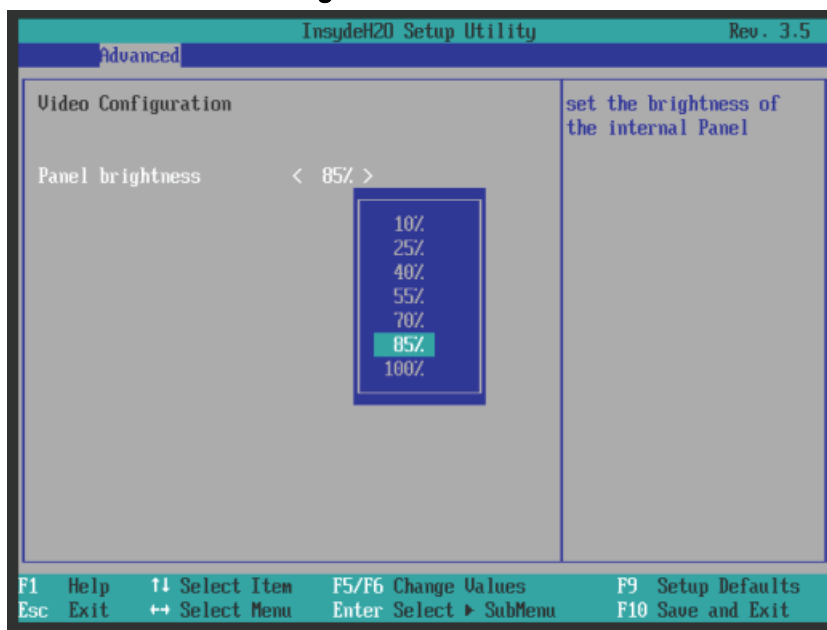 InsydeH2O Setup Utility Rev. 3.5
Advanced
Video Configuration
Panel brightness < 85% >
10%
25%
40%
55%
70%
85%
100%
set the brightness of
the internal Panel
F1 Help ↑↓ Select Item F5/F6 Change Values F9 Setup Defaults
Esc Exit ↔ Select Menu Enter Select ▶ SubMenu F10 Save and Exit